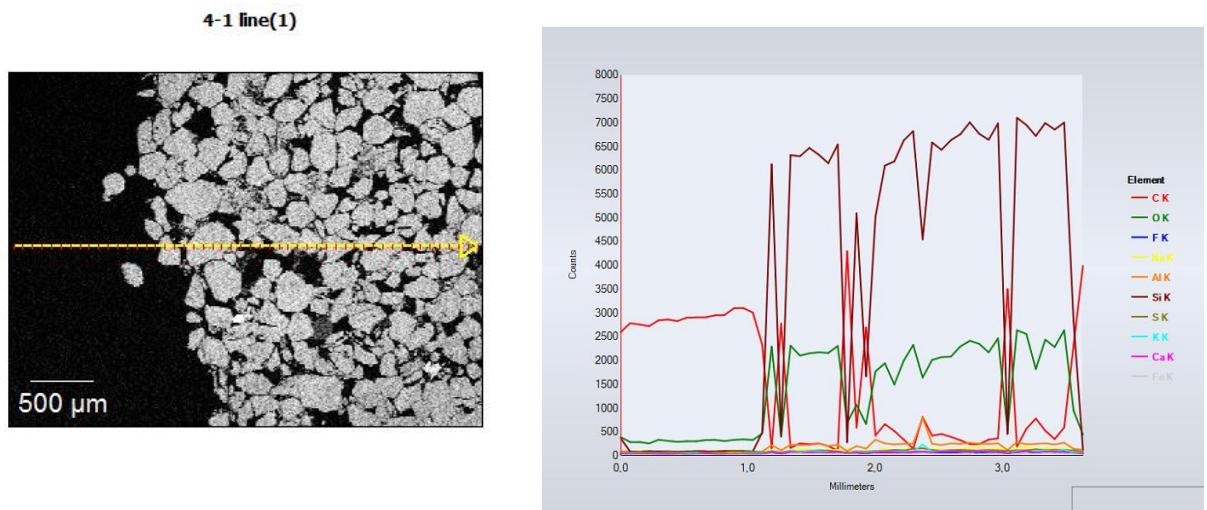 4-1 line(1)
500 μm
8000
7500
7000
6500
6000
5500
5000
4500
4000
3500
3000
2500
2000
1500
1000
500
0
Counts
0,0 1,0 2,0 3,0
Millimeters
Element
C K
O K
F K
Na K
Al K
Si K
S K
K K
Ca K
Fe K